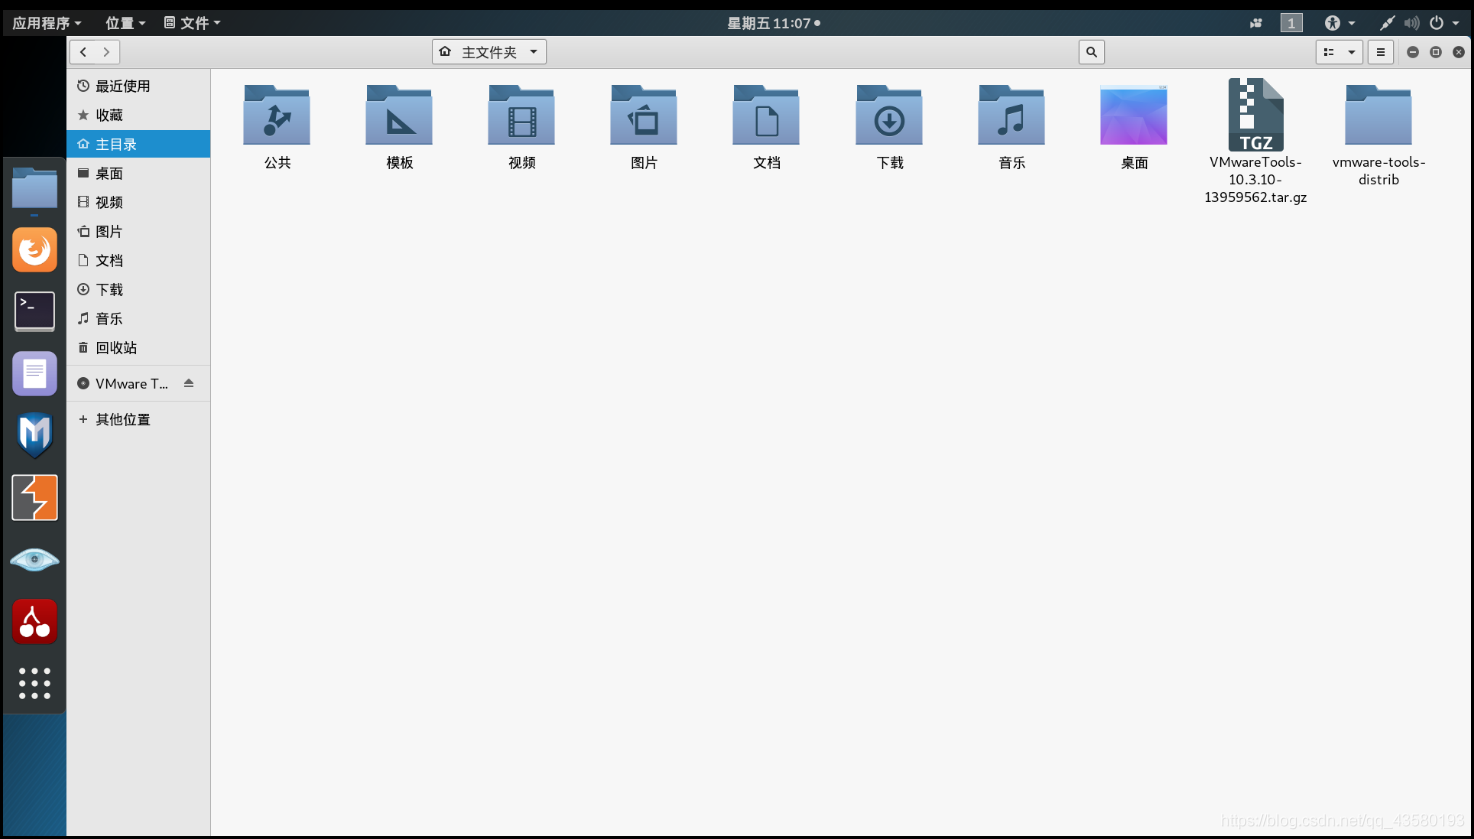 应用程序 位置 文件 星期五 11:07 1
主文件夹
最近使用
收藏
主目录
桌面
视频
图片
文档
下载
音乐
回收站
VMware T...
其他位置
>_
公共 模板 视频 图片 文档 下载 音乐 桌面
TGZ
VMwareTools-
10.3.10-
13959562.tar.gz
vmware-tools-
distrib
https://blog.csdn.net/qq_43580193